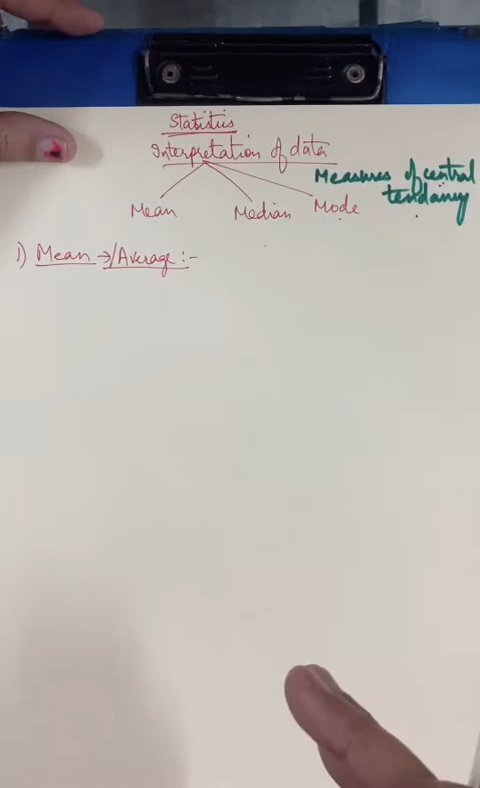 Statistics
Interpretation of data
Measures of central
tendancy
Mean Median Mode
1) Mean →/Average :-